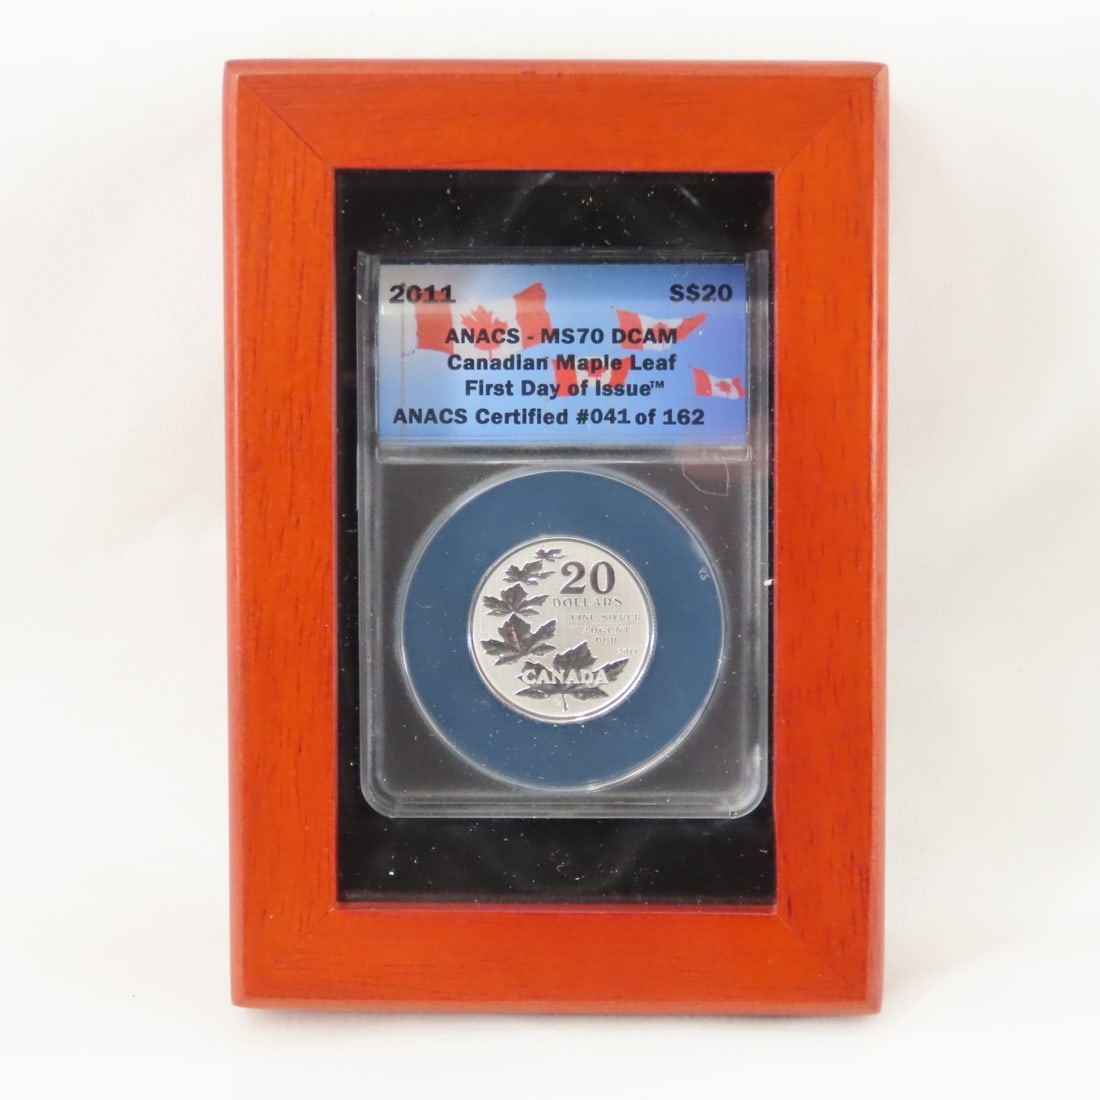 2011 S$20
ANACS - MS70 DCAM
Canadian Maple Leaf
First Day of Issue™
ANACS Certified #041 of 162
20
DOLLARS
FINE SILVER
ARGENT
PUR
2011
CANADA